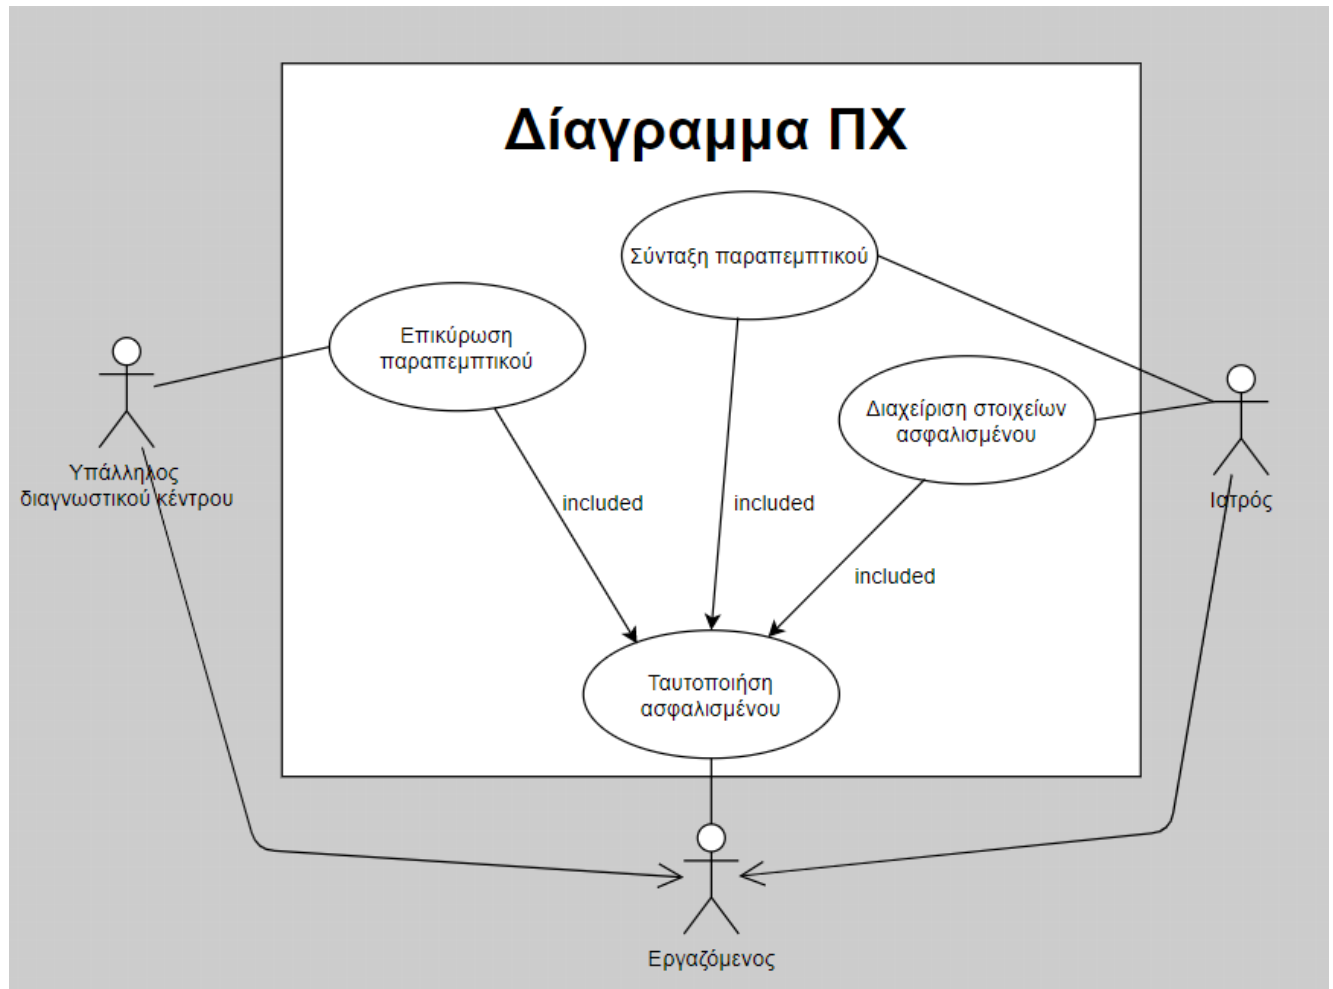 Δίαγραμμα ΠΧ
Σύνταξη παραπεμπτικού
Επικύρωση
παραπεμπτικού
Διαχείριση στοιχείων
ασφαλισμένου
Υπάλληλος
διαγνωστικού κέντρου
Ιατρός
included
included
included
Ταυτοποιήση
ασφαλισμένου
Εργαζόμενος